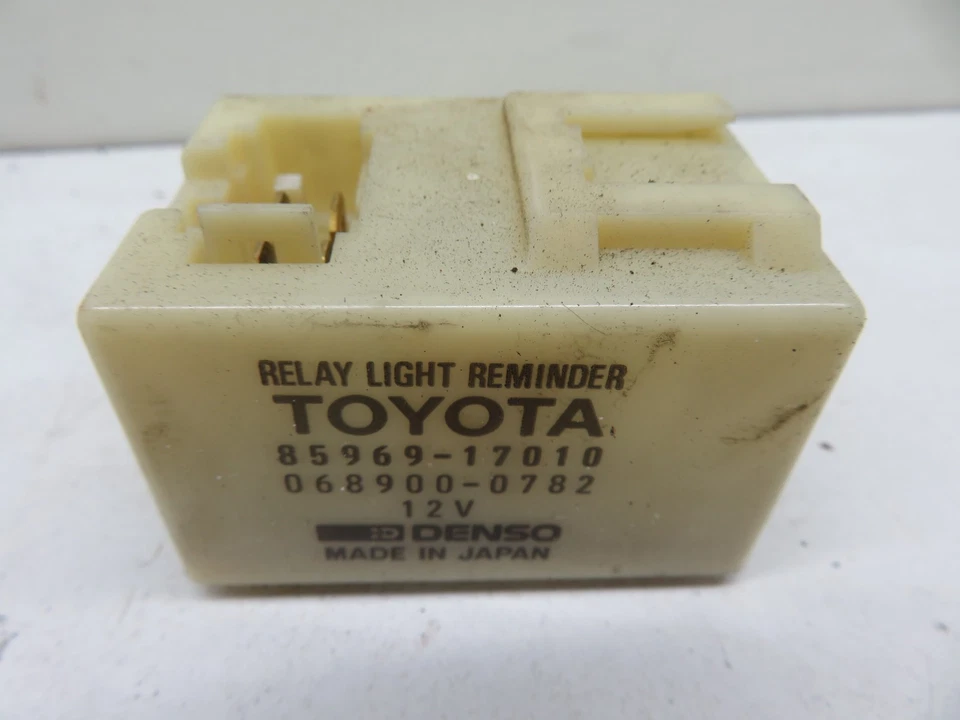 RELAY LIGHT REMINDER
TOYOTA
85969-17010
068900-0782
12V
DENSO
MADE IN JAPAN